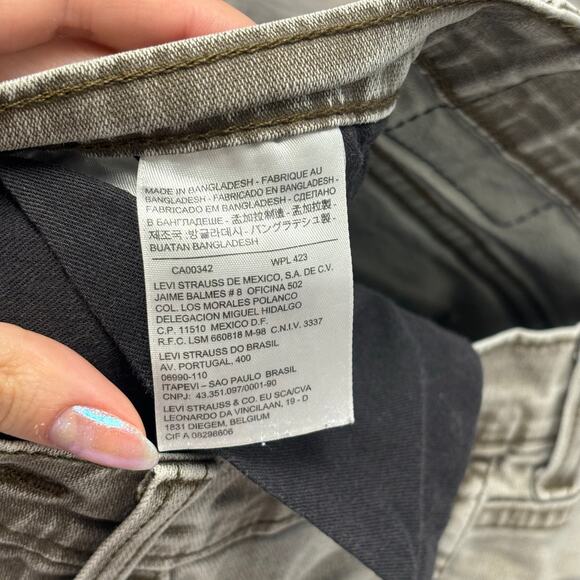 MADE IN BANGLADESH - FABRIQUE AU
BANGLADESH - FABRICADO EN BANGLADESH -
FABRICADO EM BANGLADESH - СДЕЛАНО
В БАНГЛАДЕШЕ - 孟加拉制造 - 孟加拉製
제조국 : 방글라데시 - バングラデシュ製
BUATAN BANGLADESH
CA00342 WPL 423
LEVI STRAUSS DE MEXICO, S.A. DE C.V.
JAIME BALMES # 8 OFICINA 502
COL. LOS MORALES POLANCO
DELEGACION MIGUEL HIDALGO
C.P. 11510 MEXICO D.F.
R.F.C. LSM 660618 M-98 C.N.I.V. 3337
LEVI STRAUSS DO BRASIL
AV. PORTUGAL, 400
06990-110
ITAPEVI - SAO PAULO BRASIL
CNPJ: 43.351.097/0001-90
LEVI STRAUSS & CO. EU SCA/CVA
LEONARDO DA VINCILAAN, 19 - D
1831 DIEGEM, BELGIUM
CIF A 08296606